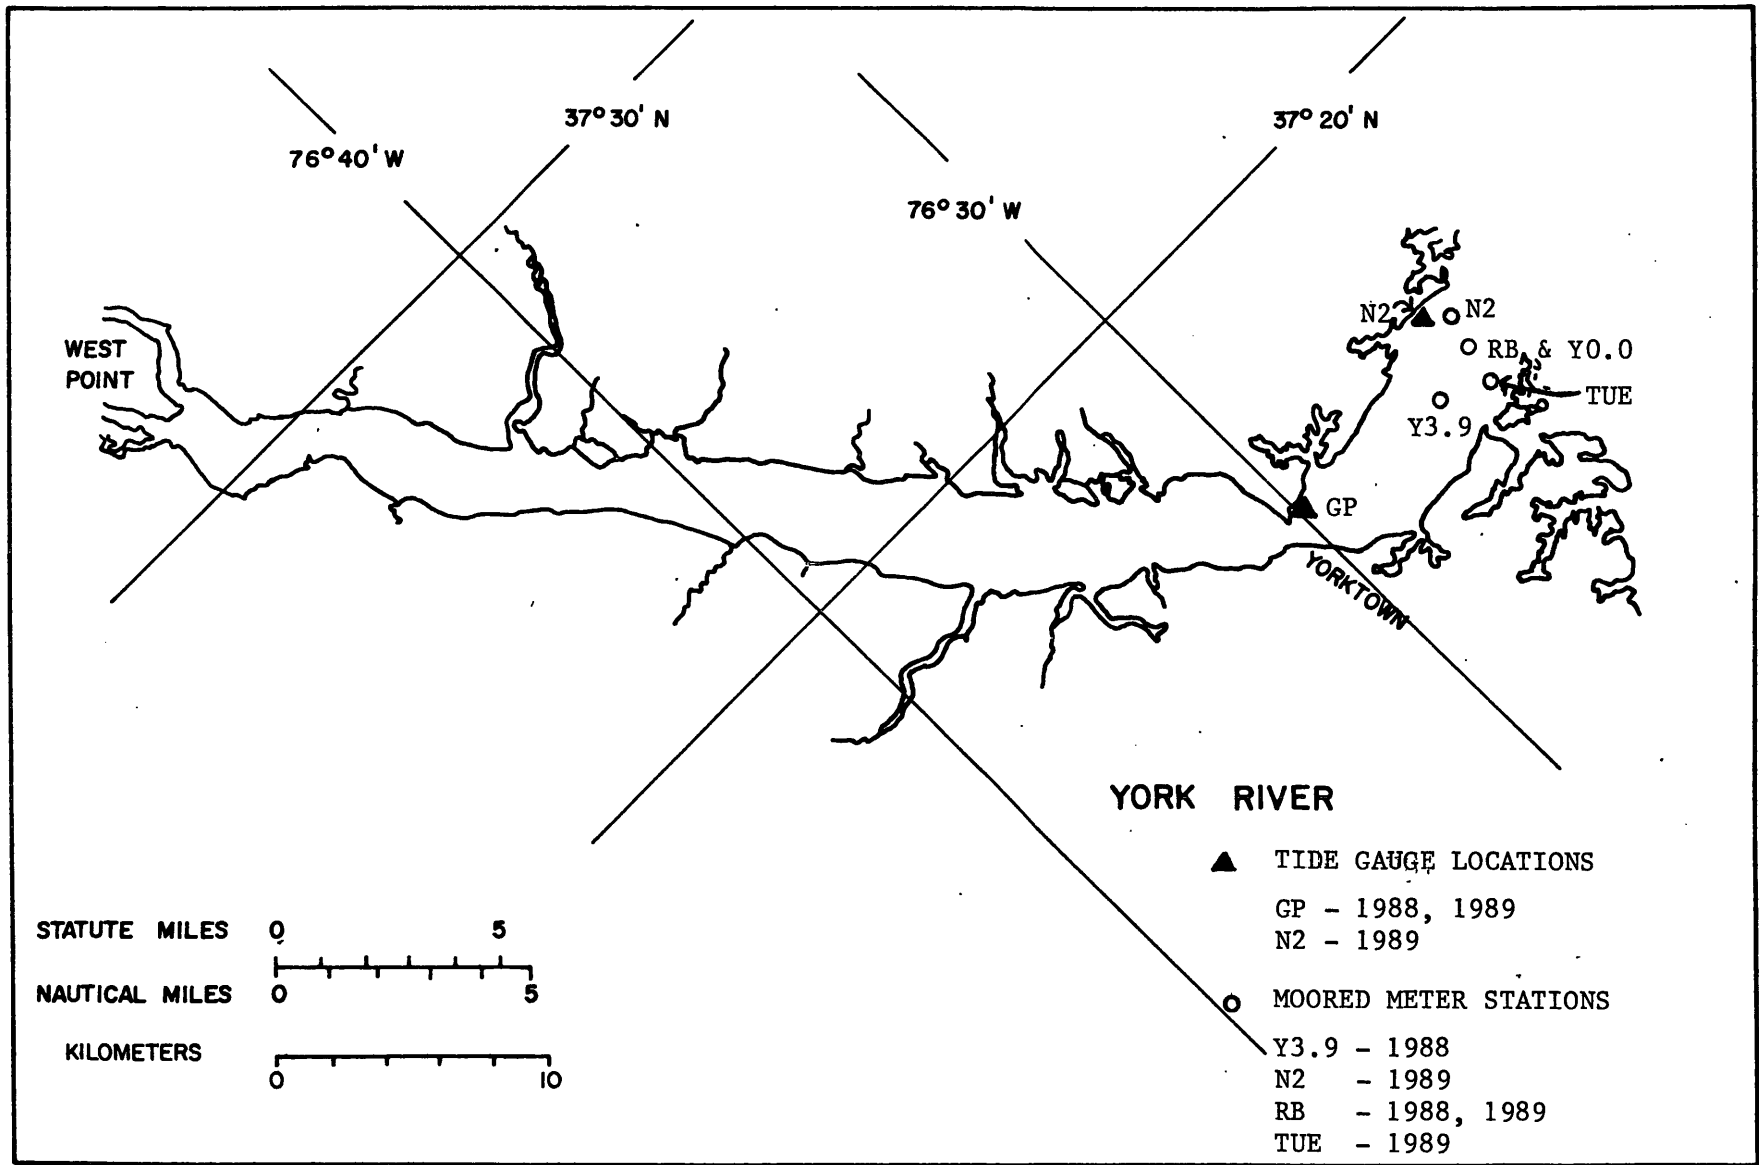 37° 30' N
37° 20' N
76° 40' W
76° 30' W
WEST
POINT
N2
N2
RB & Y0.0
TUE
Y3.9
GP
YORKTOWN
YORK RIVER
TIDE GAUGE LOCATIONS
GP - 1988, 1989
N2 - 1989
MOORED METER STATIONS
Y3.9 - 1988
N2 - 1989
RB - 1988, 1989
TUE - 1989
STATUTE MILES 0 5
NAUTICAL MILES 0 5
KILOMETERS
0 10